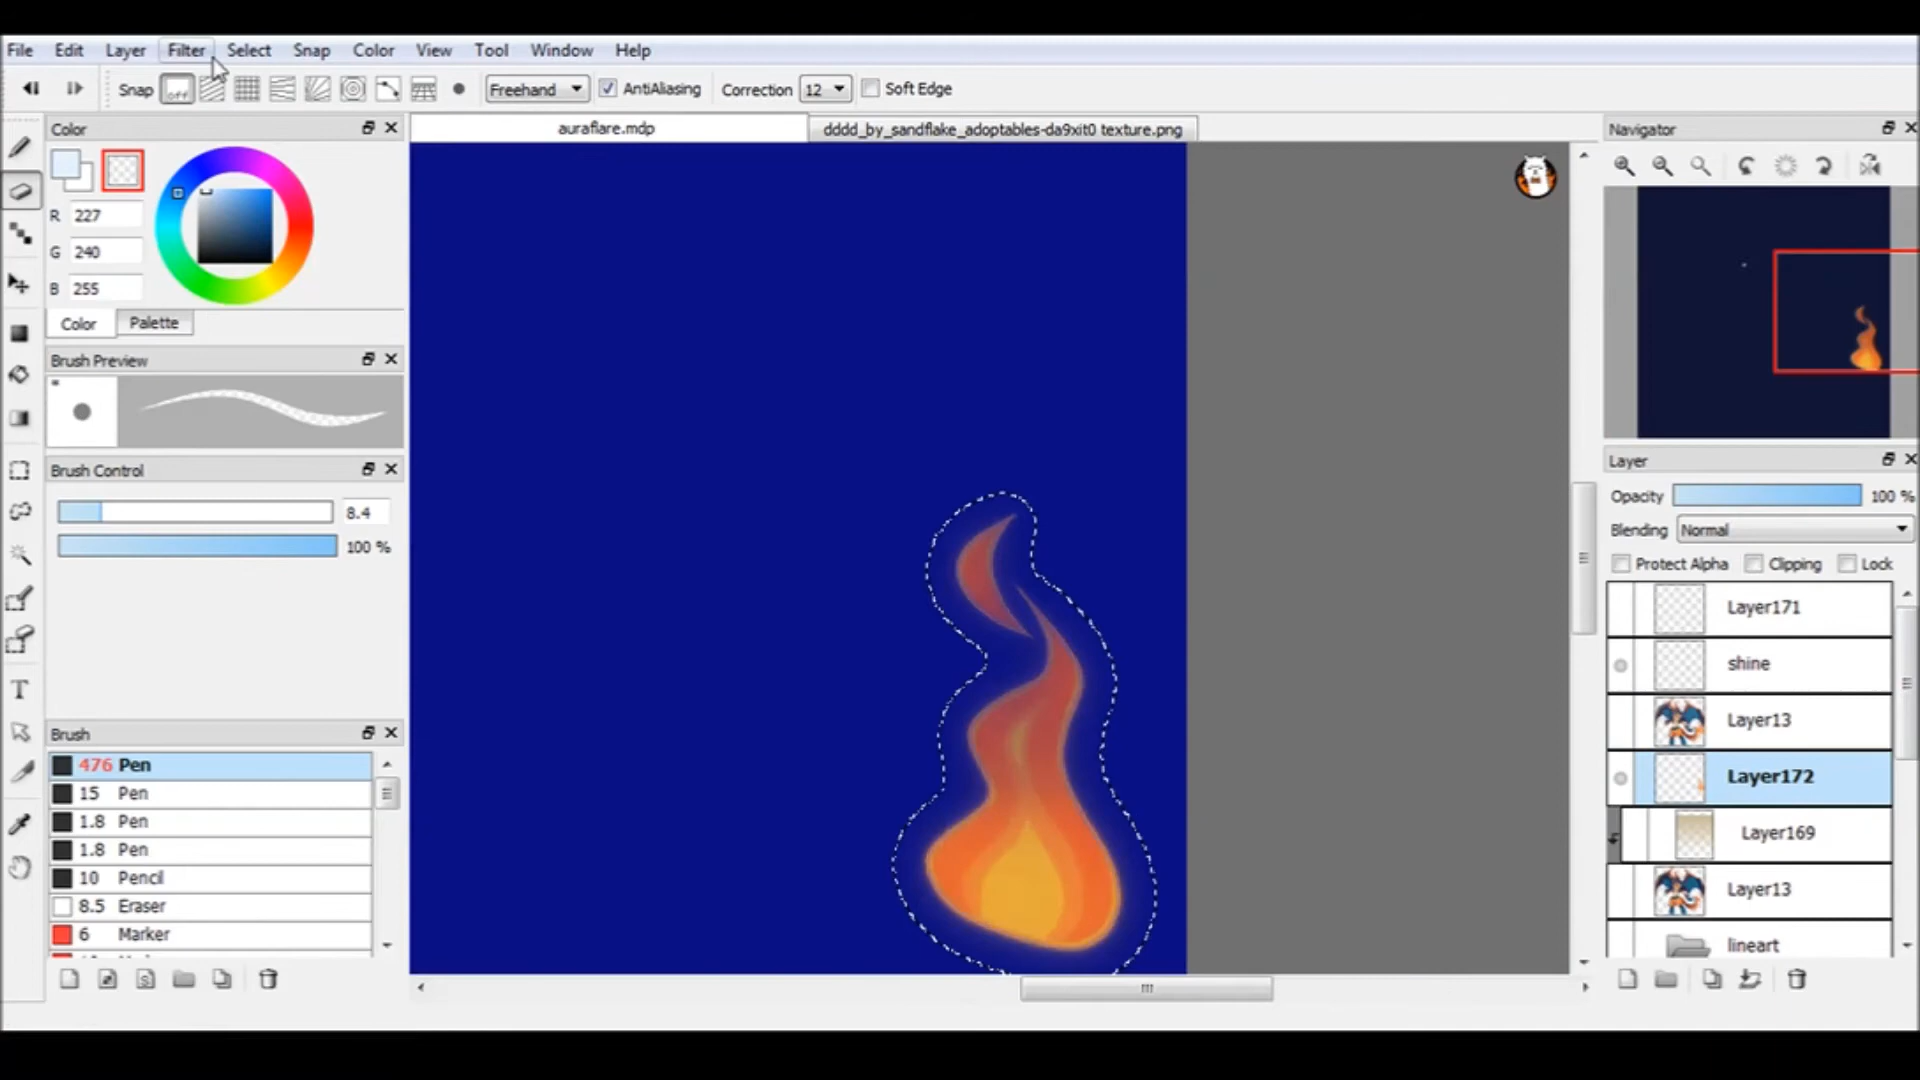 File Edit Layer Filter Select Snap Color View Tool Window Help
Snap off Freehand AntiAliasing Correction 12 Soft Edge
Color
auraflare.mdp
dddd_by_sandflake_adoptables-da9xit0 texture.png
Navigator
R 227
G 240
B 255
Color Palette
Brush Preview
Brush Control
8.4
100 %
Layer
Opacity 100 %
Blending Normal
Protect Alpha Clipping Lock
Layer171
shine
Layer13
Layer172
Layer169
Layer13
lineart
Brush
476 Pen
15 Pen
1.8 Pen
1.8 Pen
10 Pencil
8.5 Eraser
6 Marker